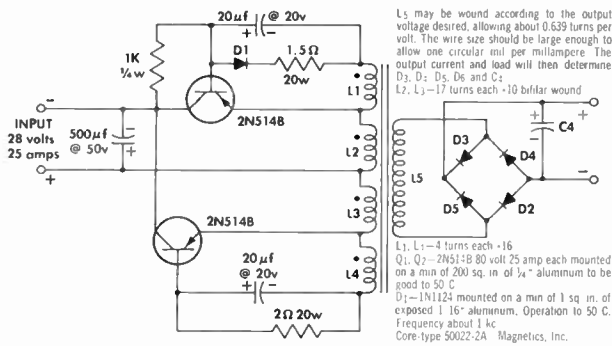 20μf @ 20v
+
L5 may be wound according to the output
voltage desired, allowing about 0.639 turns per
volt. The wire size should be large enough to
allow one circular mil per millampere. The
output current and load will then determine
D3, D2 D5, D6 and C2
L2, L3—17 turns each #10 bifilar wound
1K
¼w
D1
1.5Ω
20w
L1
2N514B
−
INPUT
28 volts
25 amps
+
500μf
@ 50v
−
+
L2
L3
L4
L5
D3
D4
D5
D2
+
+
C4
−
2N514B
20μf
@ 20v
+
2Ω 20w
L1, L1—4 turns each #16
Q1, Q2—2N514B 80 volt 25 amp each mounted
on a min of 200 sq. in of ¼" aluminum to be
good to 50 C
D1—1N1124 mounted on a min of 1 sq in. of
exposed 1 16" aluminum. Operation to 50 C.
Frequency about 1 kc
Core-type 50022-2A Magnetics, Inc.